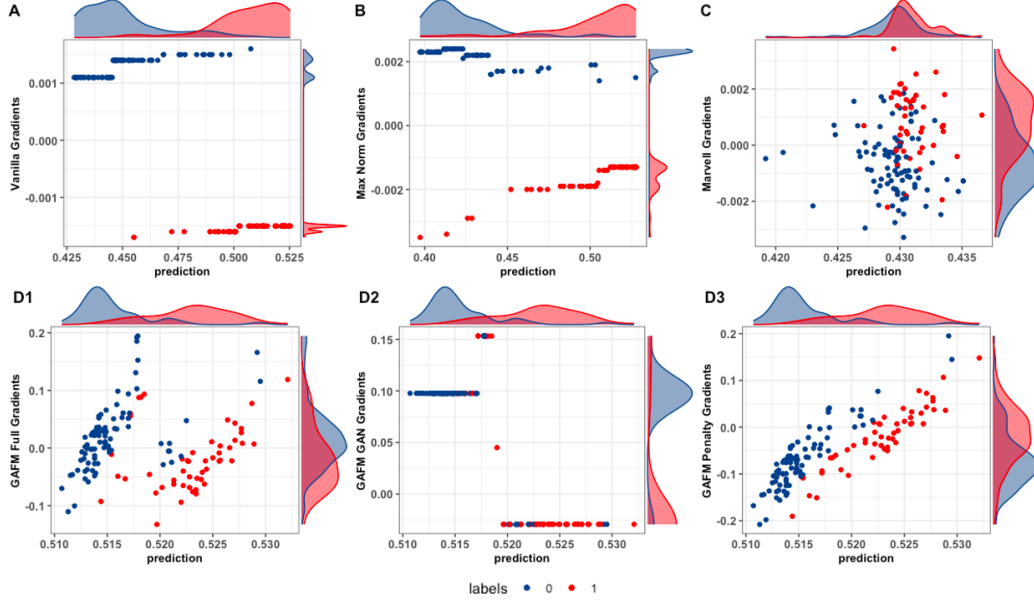 A
Vanilla Gradients
0.001
0.000
-0.001
0.425 0.450 0.475 0.500 0.525
prediction
B
Max Norm Gradients
0.002
0.000
-0.002
0.40 0.45 0.50
prediction
C
Marvell Gradients
0.002
0.000
-0.002
0.420 0.425 0.430 0.435
prediction
D1
GAFM Full Gradients
0.2
0.1
0.0
-0.1
0.510 0.515 0.520 0.525 0.530
prediction
D2
GAFM GAN Gradients
0.15
0.10
0.05
0.00
0.510 0.515 0.520 0.525 0.530
prediction
D3
GAFM Penalty Gradients
0.2
0.1
0.0
-0.1
-0.2
0.510 0.515 0.520 0.525 0.530
prediction
labels 0 1